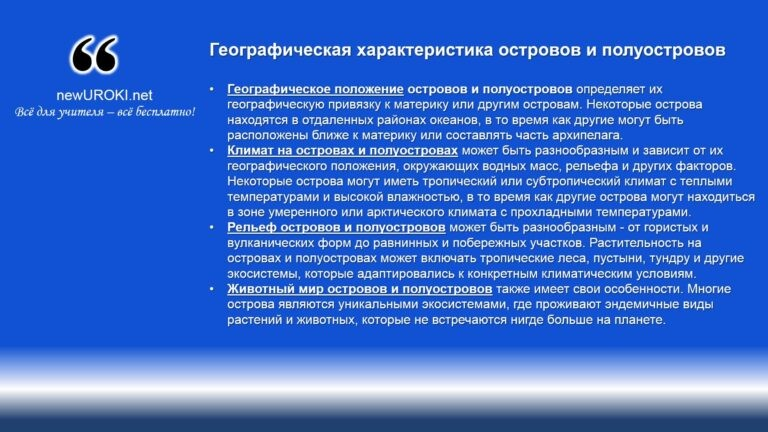 newUROKI.net
Всё для учителя – всё бесплатно!
Географическая характеристика островов и полуостровов
• Географическое положение островов и полуостровов определяет их
географическую привязку к материку или другим островам. Некоторые острова
находятся в отдаленных районах океанов, в то время как другие могут быть
расположены ближе к материку или составлять часть архипелага.
• Климат на островах и полуостровах может быть разнообразным и зависит от их
географического положения, окружающих водных масс, рельефа и других факторов.
Некоторые острова могут иметь тропический или субтропический климат с теплыми
температурами и высокой влажностью, в то время как другие острова могут находиться
в зоне умеренного или арктического климата с прохладными температурами.
• Рельеф островов и полуостровов может быть разнообразным - от гористых и
вулканических форм до равнинных и побережных участков. Растительность на
островах и полуостровах может включать тропические леса, пустыни, тундру и другие
экосистемы, которые адаптировались к конкретным климатическим условиям.
• Животный мир островов и полуостровов также имеет свои особенности. Многие
острова являются уникальными экосистемами, где проживают эндемичные виды
растений и животных, которые не встречаются нигде больше на планете.